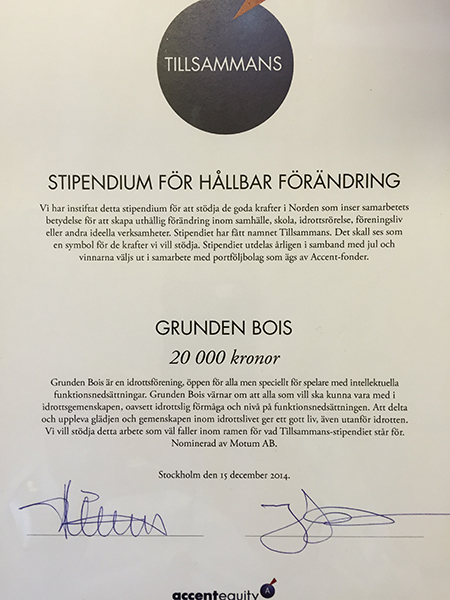 TILLSAMMANS
STIPENDIUM FÖR HÅLLBAR FÖRÄNDRING
Vi har instiftat detta stipendium för att stödja de goda krafter i Norden som inser samarbetets
betydelse för att skapa uthållig förändring inom samhälle, skola, idrottsrörelse, föreningsliv
eller andra ideella verksamheter. Stipendiet har fått namnet Tillsammans. Det skall ses som
en symbol för de krafter vi vill stödja. Stipendiet utdelas årligen i samband med jul och
vinnarna väljs ut i samarbete med portföljbolag som ägs av Accent-fonder.
GRUNDEN BOIS
20 000 kronor
Grunden Bois är en idrottsförening, öppen för alla men speciellt för spelare med intellektuella
funktionsnedsättningar. Grunden Bois värnar om att alla som vill ska kunna vara med i
idrottsgemenskapen, oavsett idrottslig förmåga och nivå på funktionsnedsättningen. Att delta
och uppleva glädjen och gemenskapen inom idrottslivet ger ett gott liv, även utanför idrotten.
Vi vill stödja detta arbete som väl faller inom ramen för vad Tillsammans-stipendiet står för.
Nominerad av Motum AB.
Stockholm den 15 december 2014.
accentequity A